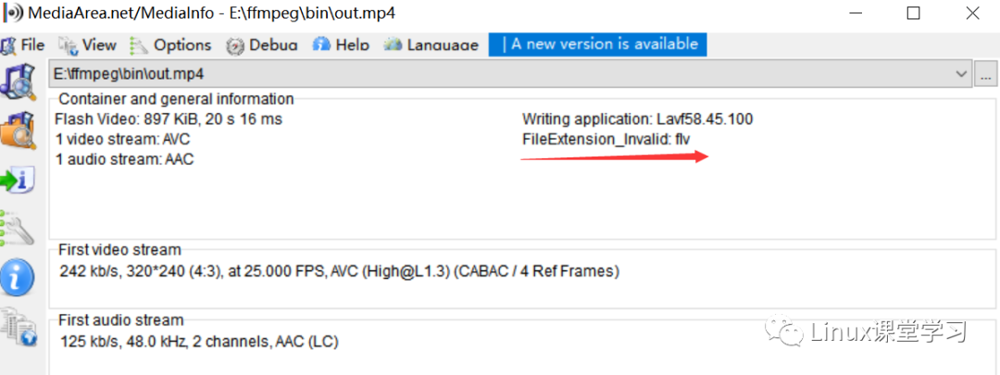 MediaArea.net/MediaInfo - E:\ffmpeg\bin\out.mp4
File View Options Debug Help Language | A new version is available
E:\ffmpeg\bin\out.mp4
...
Container and general information
Flash Video: 897 KiB, 20 s 16 ms
Writing application: Lavf58.45.100
1 video stream: AVC
FileExtension_Invalid: flv
1 audio stream: AAC
First video stream
242 kb/s, 320*240 (4:3), at 25.000 FPS, AVC (High@L1.3) (CABAC / 4 Ref Frames)
First audio stream
125 kb/s, 48.0 kHz, 2 channels, AAC (LC)
Linux课堂学习